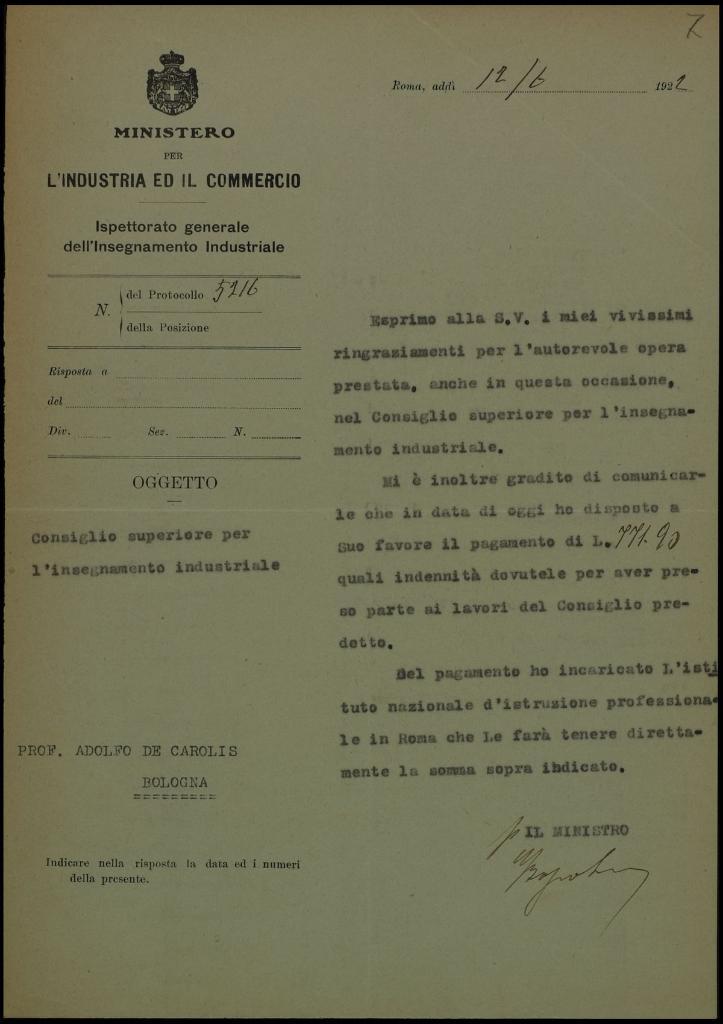 7
Roma, addì 12/6 1922
MINISTERO
PER
L'INDUSTRIA ED IL COMMERCIO
Ispettorato generale
dell'Insegnamento Industriale
N.
del Protocollo 5216
della Posizione
Risposta a
del
Div. Sez. N.
OGGETTO
Consiglio superiore per
l'insegnamento industriale
PROF. ADOLFO DE CAROLIS
BOLOGNA
Indicare nella risposta la data ed i numeri
della presente.
Esprimo alla S.V. i miei vivissimi
ringraziamenti per l'autorevole opera
prestata, anche in questa occasione,
nel Consiglio superiore per l'insegna-
mento industriale.
Mi è inoltre gradito di comunicar-
le che in data di oggi ho disposto a
Suo favore il pagamento di L. 771.90
quali indennità dovutele per aver pre-
so parte ai lavori del Consiglio pre-
detto.
Del pagamento ho incaricato L'isti
tuto nazionale d'istruzione professiona-
le in Roma che Le farà tenere diretta-
mente la somma sopra indicato.
p IL MINISTRO